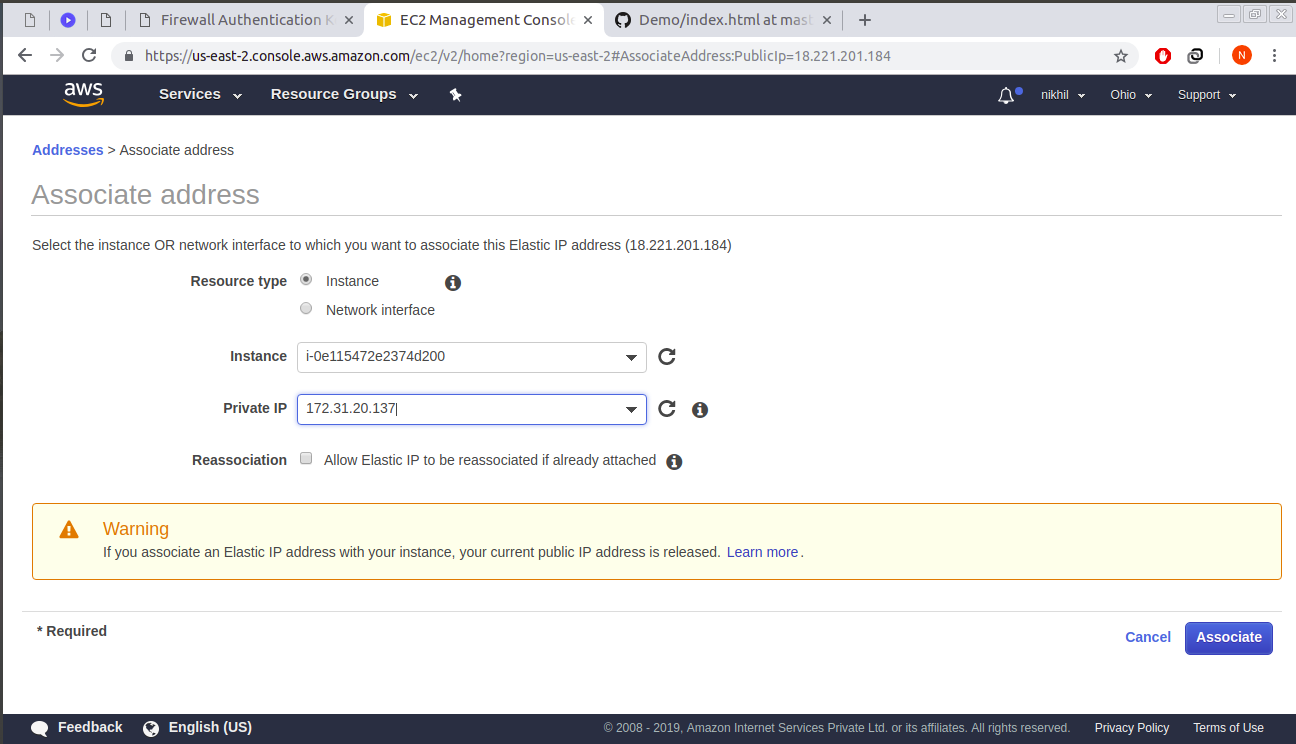 Firewall Authentication K
EC2 Management Console
Demo/index.html at mast
https://us-east-2.console.aws.amazon.com/ec2/v2/home?region=us-east-2#AssociateAddress:PublicIp=18.221.201.184
N
aws
Services
Resource Groups
nikhil
Ohio
Support
Addresses > Associate address
Associate address
Select the instance OR network interface to which you want to associate this Elastic IP address (18.221.201.184)
Resource type
Instance
Network interface
Instance i-0e115472e2374d200
Private IP 172.31.20.137
Reassociation Allow Elastic IP to be reassociated if already attached
Warning
If you associate an Elastic IP address with your instance, your current public IP address is released. Learn more.
* Required
Cancel Associate
Feedback English (US) © 2008 - 2019, Amazon Internet Services Private Ltd. or its affiliates. All rights reserved. Privacy Policy Terms of Use